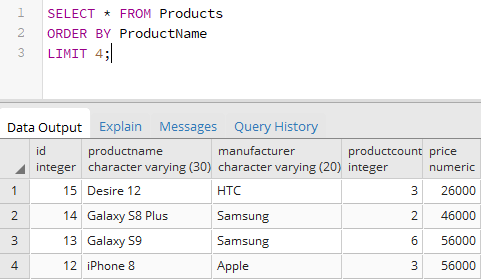 1 SELECT * FROM Products
2 ORDER BY ProductName
3 LIMIT 4;
Data Output Explain Messages Query History
id productname manufacturer productcount price
integer character varying (30) character varying (20) integer numeric
1 15 Desire 12 HTC 3 26000
2 14 Galaxy S8 Plus Samsung 2 46000
3 13 Galaxy S9 Samsung 6 56000
4 12 iPhone 8 Apple 3 56000